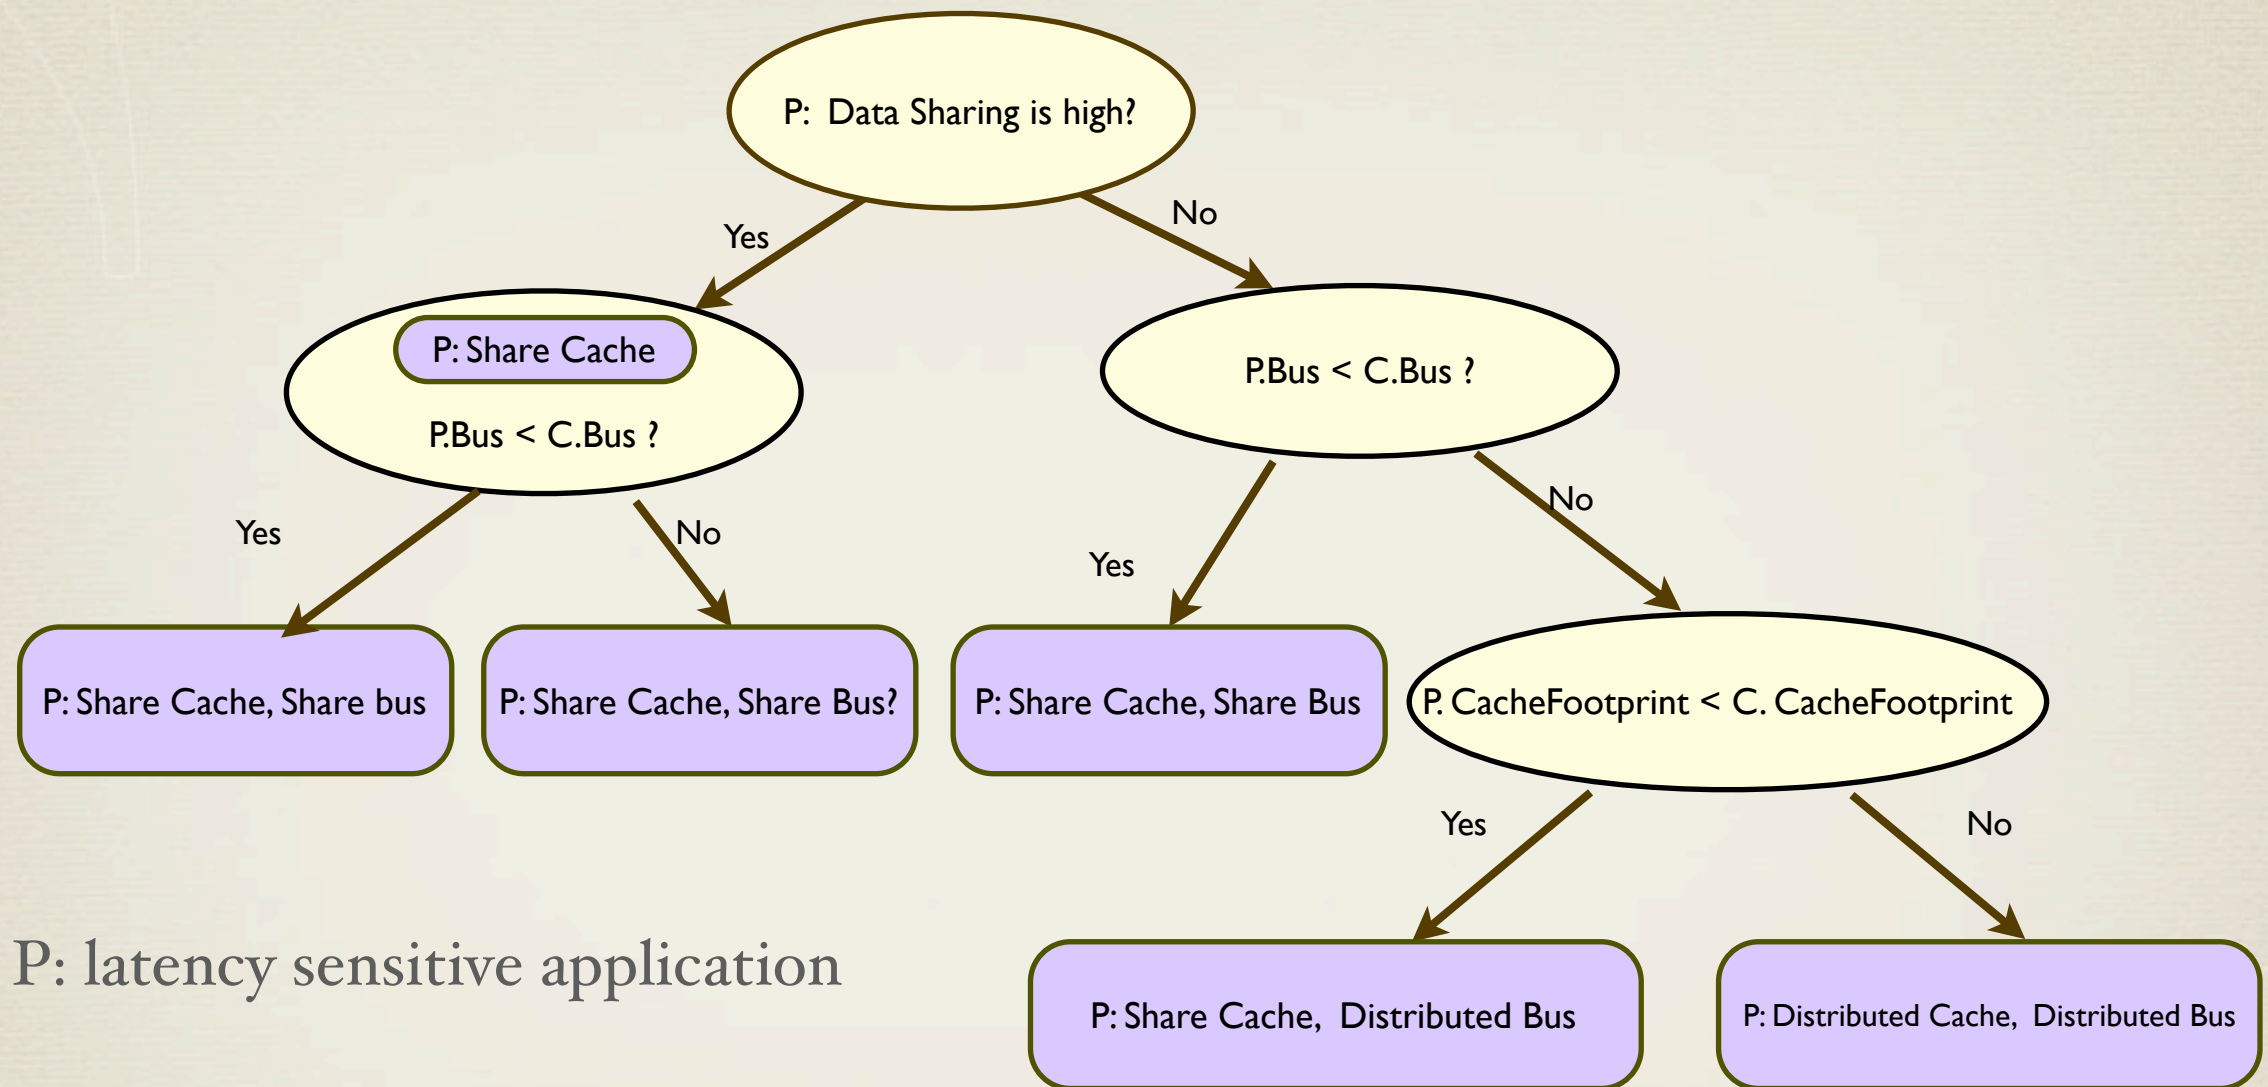 P: Data Sharing is high?
Yes
No
P: Share Cache
P.Bus < C.Bus ?
P.Bus < C.Bus ?
Yes
No
Yes
No
P: Share Cache, Share bus
P: Share Cache, Share Bus?
P: Share Cache, Share Bus
P. CacheFootprint < C. CacheFootprint
Yes
No
P: latency sensitive application
P: Share Cache, Distributed Bus
P: Distributed Cache, Distributed Bus